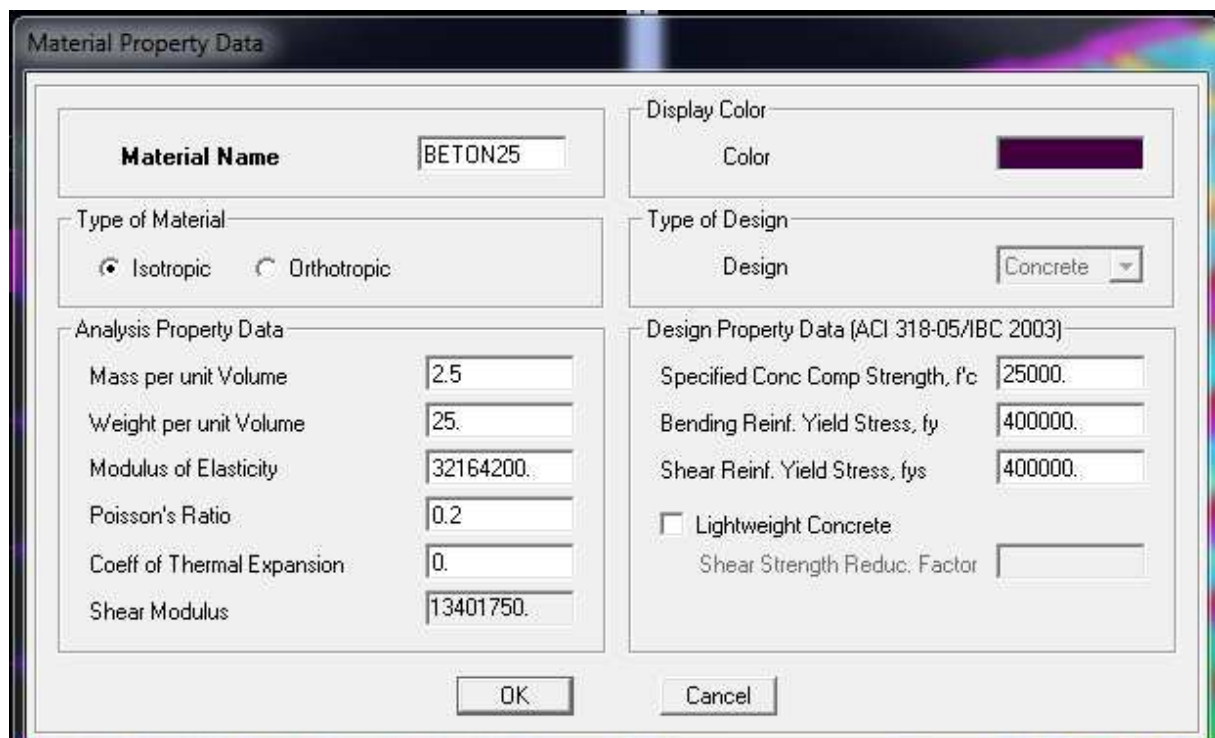 Material Property Data
Material Name BETON25
Display Color
Color
Type of Material
Isotropic Orthotropic
Type of Design
Design Concrete
Analysis Property Data
Mass per unit Volume 2.5
Weight per unit Volume 25.
Modulus of Elasticity 32164200.
Poisson's Ratio 0.2
Coeff of Thermal Expansion 0.
Shear Modulus 13401750.
Design Property Data (ACI 318-05/IBC 2003)
Specified Conc Comp Strength, f'c 25000.
Bending Reinf. Yield Stress, fy 400000.
Shear Reinf. Yield Stress, fys 400000.
Lightweight Concrete
Shear Strength Reduc. Factor
OK Cancel